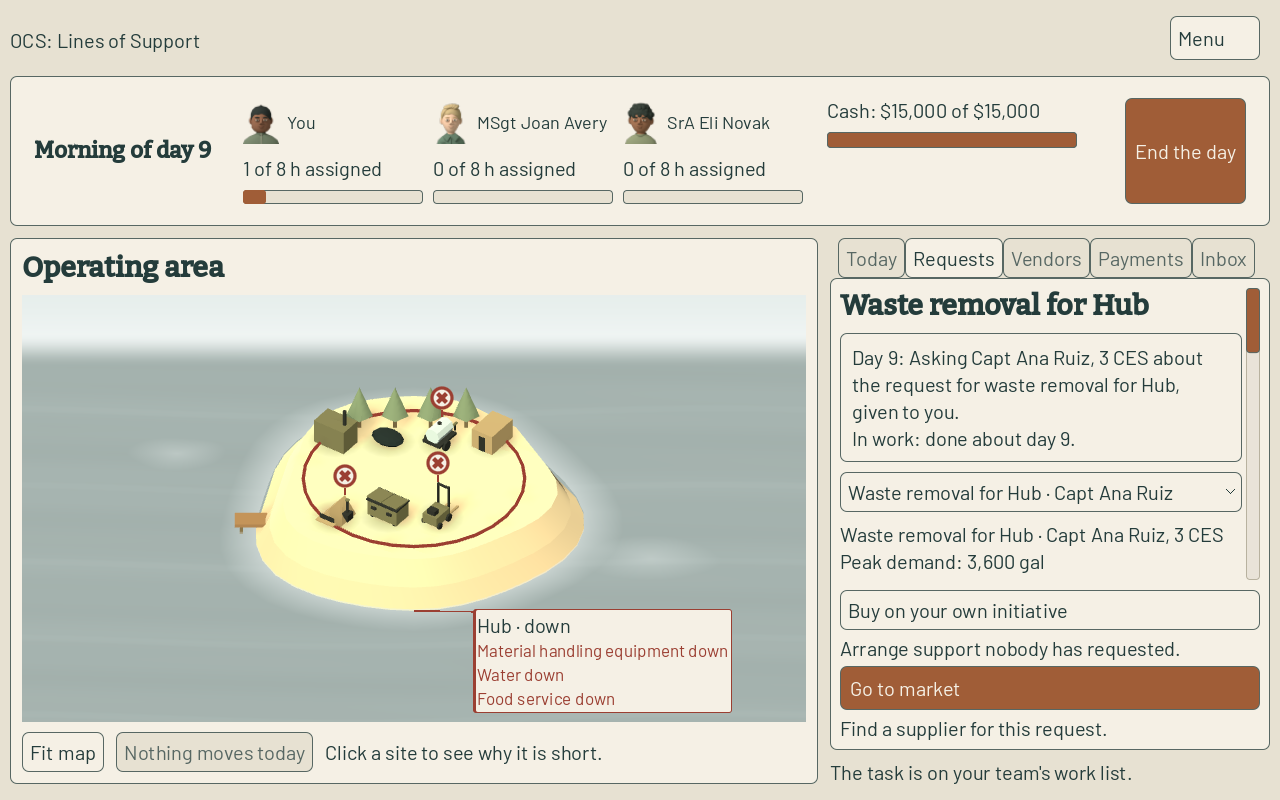 OCS: Lines of Support
Menu
Morning of day 9
You
1 of 8 h assigned
MSgt Joan Avery
0 of 8 h assigned
SrA Eli Novak
0 of 8 h assigned
Cash: $15,000 of $15,000
End the day
Operating area
Hub · down
Material handling equipment down
Water down
Food service down
Fit map
Nothing moves today
Click a site to see why it is short.
Today
Requests
Vendors
Payments
Inbox
Waste removal for Hub
Day 9: Asking Capt Ana Ruiz, 3 CES about
the request for waste removal for Hub,
given to you.
In work: done about day 9.
Waste removal for Hub · Capt Ana Ruiz
Waste removal for Hub · Capt Ana Ruiz, 3 CES
Peak demand: 3,600 gal
Buy on your own initiative
Arrange support nobody has requested.
Go to market
Find a supplier for this request.
The task is on your team's work list.